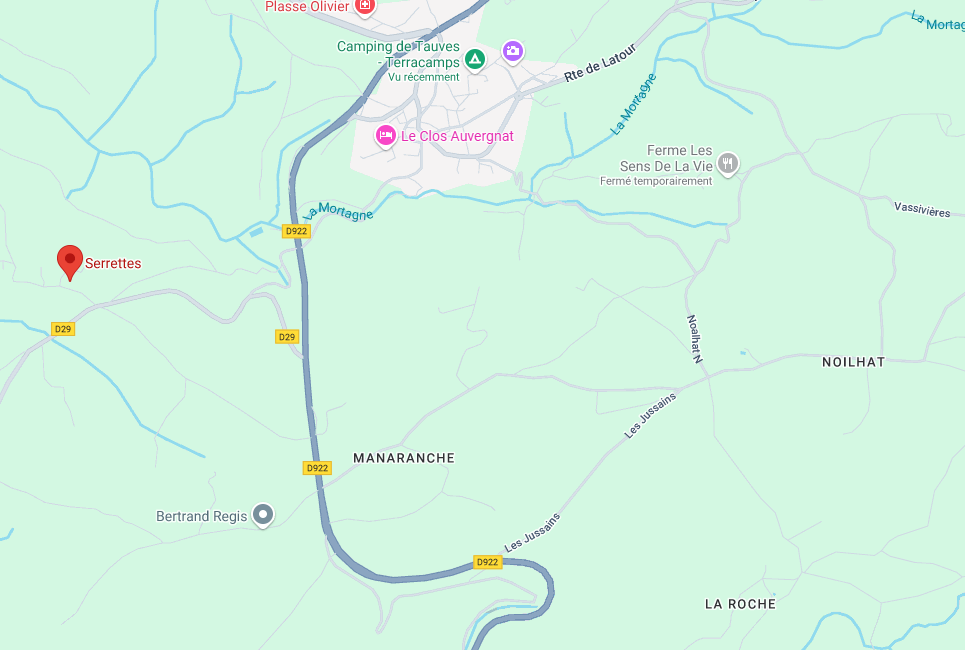 Plasse Olivier
La Mortag
Camping de Tauves
- Terracamps
Vu récemment
Rte de Latour
La Mortagne
Le Clos Auvergnat
Ferme Les
Sens De La Vie
Fermé temporairement
Vassivières
La Mortagne
D922
Serrettes
D29
D29
Noalhat N
NOILHAT
Les Jussains
MANARANCHE
D922
Bertrand Regis
Les Jussains
D922
LA ROCHE